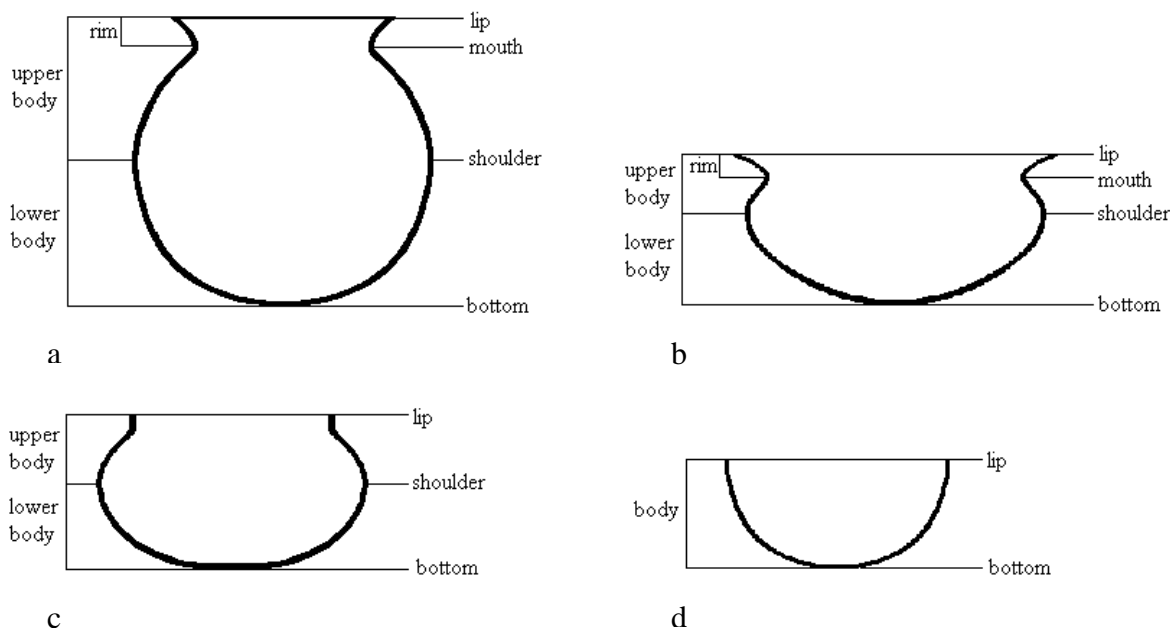 lip
rim
mouth
upper
body
shoulder
lower
body
bottom
a
lip
rim
mouth
upper
body
shoulder
lower
body
bottom
b
lip
upper
body
shoulder
lower
body
bottom
c
lip
body
bottom
d